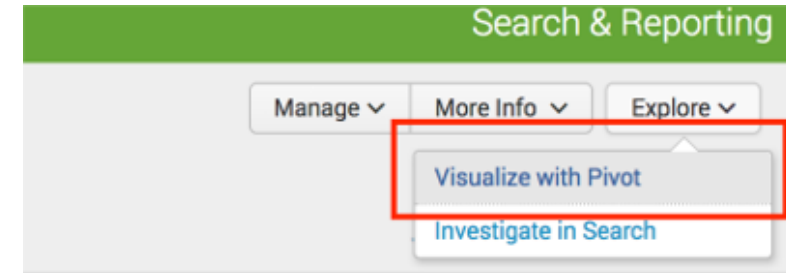 Search & Reporting
Manage More Info Explore
Visualize with Pivot
Investigate in Search